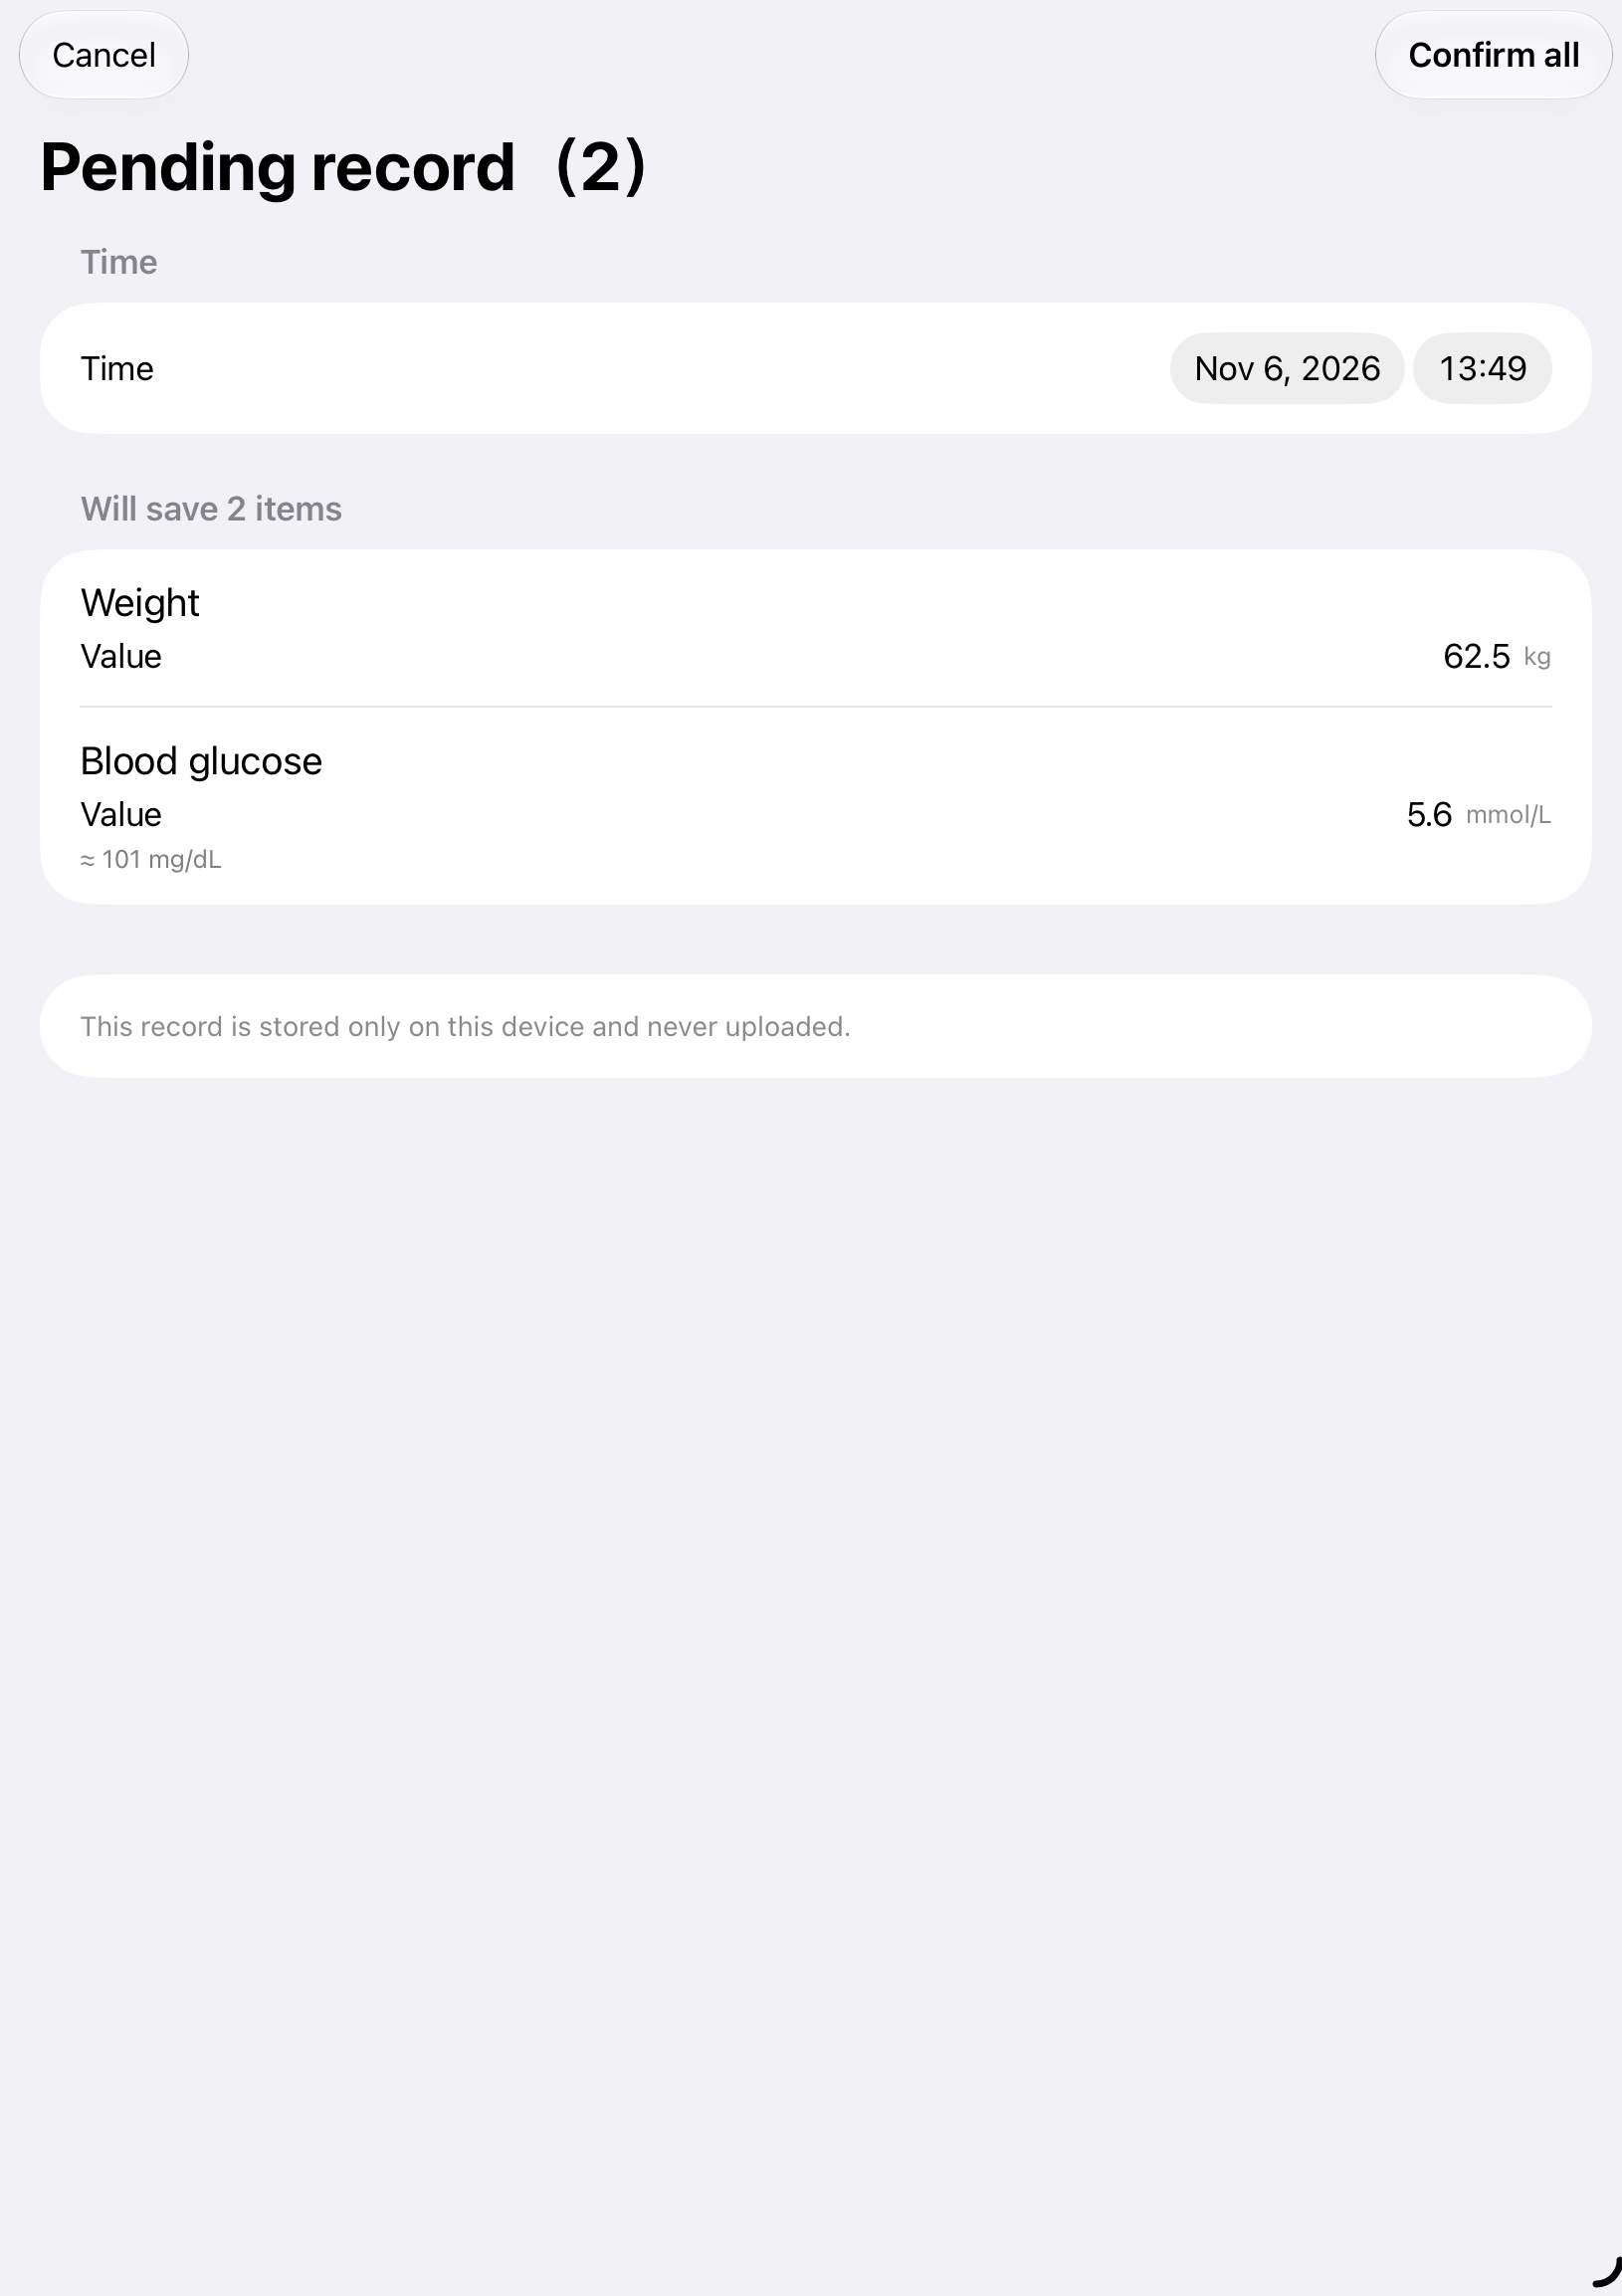 Cancel
Confirm all
Pending record（2）
Time
Time Nov 6, 2026 13:49
Will save 2 items
Weight
Value 62.5 kg
Blood glucose
Value 5.6 mmol/L
≈ 101 mg/dL
This record is stored only on this device and never uploaded.